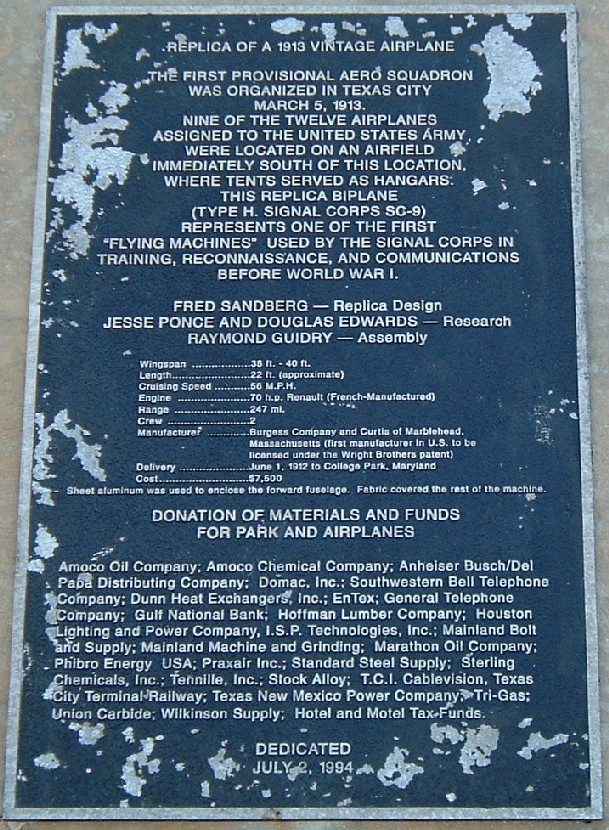 REPLICA OF A 1913 VINTAGE AIRPLANE
THE FIRST PROVISIONAL AERO SQUADRON
WAS ORGANIZED IN TEXAS CITY
MARCH 5, 1913.
NINE OF THE TWELVE AIRPLANES
ASSIGNED TO THE UNITED STATES ARMY
WERE LOCATED ON AN AIRFIELD
IMMEDIATELY SOUTH OF THIS LOCATION,
WHERE TENTS SERVED AS HANGARS.
THIS REPLICA BIPLANE
(TYPE H. SIGNAL CORPS SC-9)
REPRESENTS ONE OF THE FIRST
"FLYING MACHINES" USED BY THE SIGNAL CORPS IN
TRAINING, RECONNAISSANCE, AND COMMUNICATIONS
BEFORE WORLD WAR I.
FRED SANDBERG — Replica Design
JESSE PONCE AND DOUGLAS EDWARDS — Research
RAYMOND GUIDRY — Assembly
Wingspan ..................38 ft. - 40 ft.
Length........................22 ft. (approximate)
Cruising Speed ...........56 M.P.H.
Engine ......................70 h.p. Renault (French-Manufactured)
Range .......................247 mi.
Crew .........................2
Manufacturer .............Burgess Company and Curtis of Marblehead,
Massachusetts (first manufacturer in U.S. to be
licensed under the Wright Brothers patent)
Delivery .....................June 1, 1912 to College Park, Maryland
Cost...........................$7,500
Sheet aluminum was used to enclose the forward fuselage. Fabric covered the rest of the machine.
DONATION OF MATERIALS AND FUNDS
FOR PARK AND AIRPLANES
Amoco Oil Company; Amoco Chemical Company; Anheiser Busch/Del
Papa Distributing Company; Domac, Inc.; Southwestern Bell Telephone
Company; Dunn Heat Exchangers, Inc.; EnTex; General Telephone
Company; Gulf National Bank; Hoffman Lumber Company; Houston
Lighting and Power Company, I.S.P. Technologies, Inc.; Mainland Bolt
and Supply; Mainland Machine and Grinding; Marathon Oil Company;
Phibro Energy USA; Praxair Inc.; Standard Steel Supply; Sterling
Chemicals, Inc.; Tennille, Inc.; Stock Alloy; T.C.I. Cablevision, Texas
City Terminal Railway; Texas New Mexico Power Company; Tri-Gas;
Union Carbide; Wilkinson Supply; Hotel and Motel Tax Funds.
DEDICATED
JULY 2, 1994